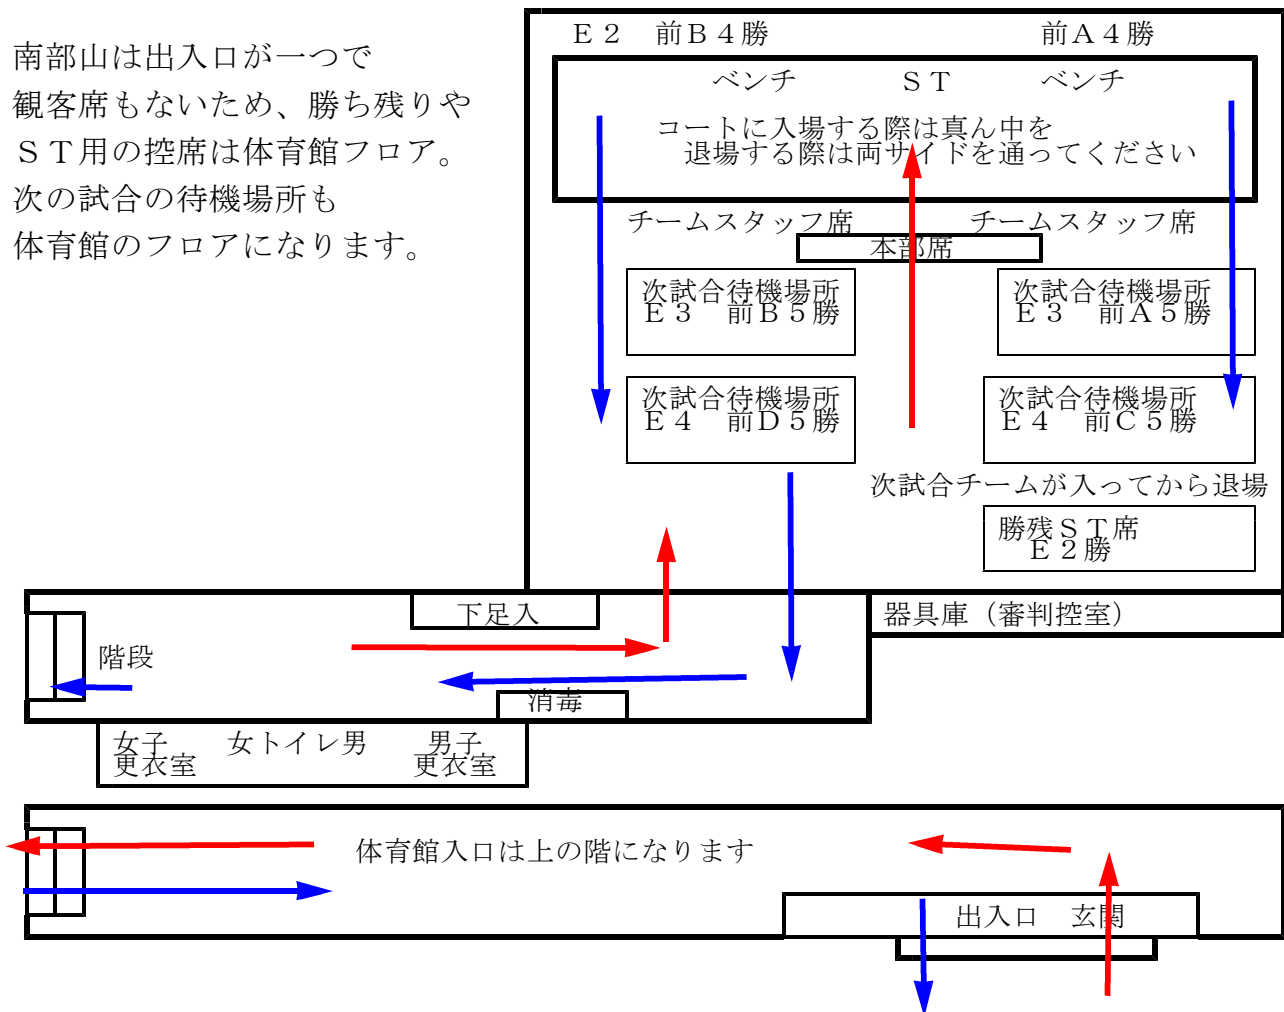 南部山は出入口が一つで
観客席もないため、勝ち残りや
ＳＴ用の控席は体育館フロア。
次の試合の待機場所も
体育館のフロアになります。
Ｅ２　前Ｂ４勝　前Ａ４勝
ベンチ　ＳＴ　ベンチ
コートに入場する際は真ん中を
退場する際は両サイドを通ってください
チームスタッフ席　チームスタッフ席
本部席
次試合待機場所
Ｅ３　前Ｂ５勝
次試合待機場所
Ｅ３　前Ａ５勝
次試合待機場所
Ｅ４　前Ｄ５勝
次試合待機場所
Ｅ４　前Ｃ５勝
次試合チームが入ってから退場
勝残ＳＴ席
Ｅ２勝
下足入
器具庫（審判控室）
階段
消毒
女子
更衣室
女トイレ男
男子
更衣室
体育館入口は上の階になります
出入口　玄関